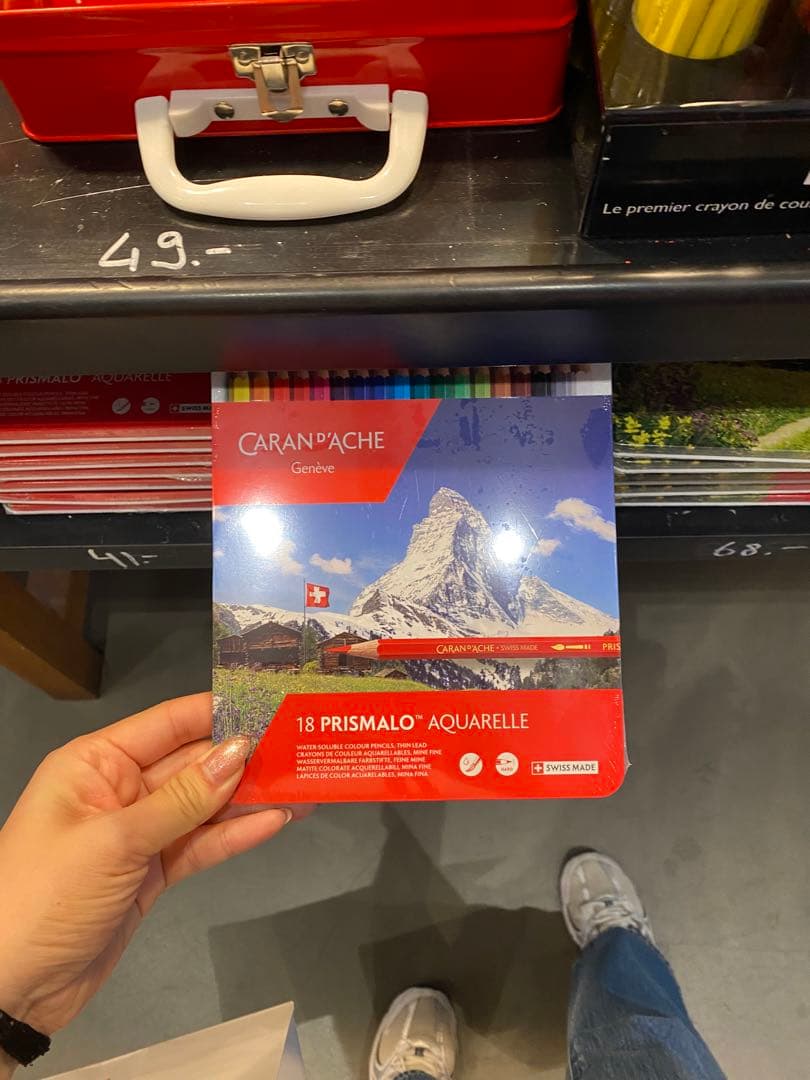 49.-
Le premier crayon de cou
PRISMALO™ AQUARELLE
SWISS M
CARAN D'ACHE
Genève
41.-
68.-
CARAN D'ACHE • SWISS MADE
PRIS
18 PRISMALO™ AQUARELLE
WATER-SOLUBLE COLOUR PENCILS, THIN LEAD
CRAYONS DE COULEUR AQUARELLABLES, MINE FINE
WASSERVERMALBARE FARBSTIFTE, FEINE MINE
MATITE COLORATE ACQUERELLABILI, MINA FINE
LÁPICES DE COLOR ACUARELABLES, MINA FINA
HARD
SWISS MADE